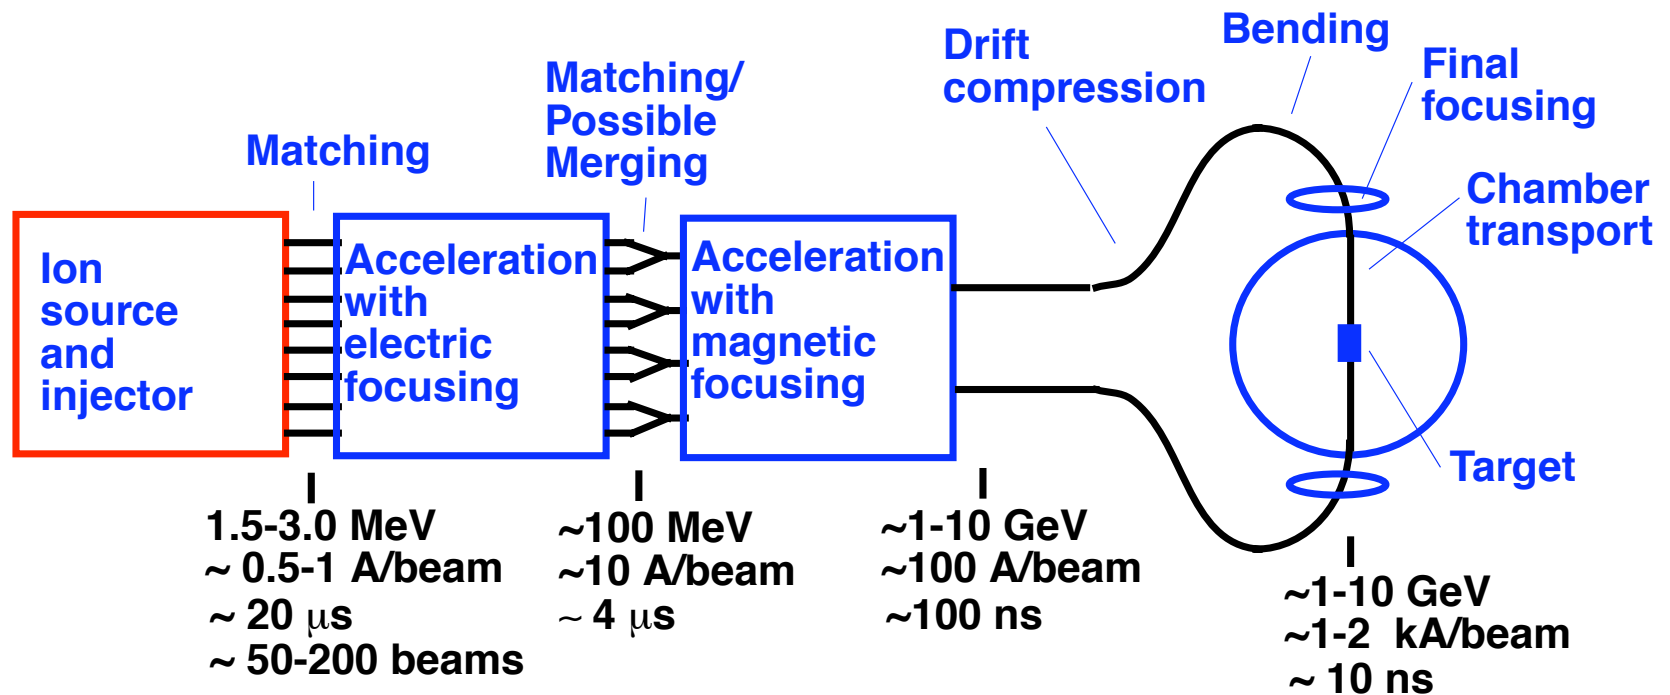 Drift
compression
Bending
Final
focusing
Matching/
Possible
Merging
Matching
Chamber
transport
Ion
source
and
injector
Acceleration
with
electric
focusing
Acceleration
with
magnetic
focusing
Target
1.5-3.0 MeV
~ 0.5-1 A/beam
~ 20 μs
~ 50-200 beams
~100 MeV
~10 A/beam
~ 4 μs
~1-10 GeV
~100 A/beam
~100 ns
~1-10 GeV
~1-2 kA/beam
~ 10 ns